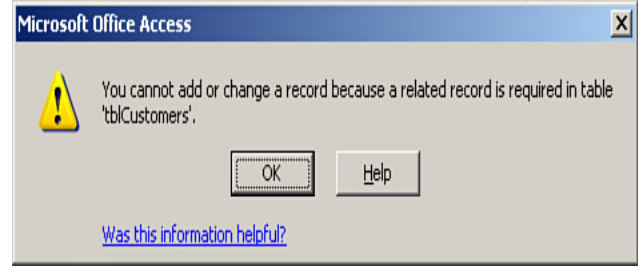 Microsoft Office Access
You cannot add or change a record because a related record is required in table
'tblCustomers'.
OK
Help
Was this information helpful?